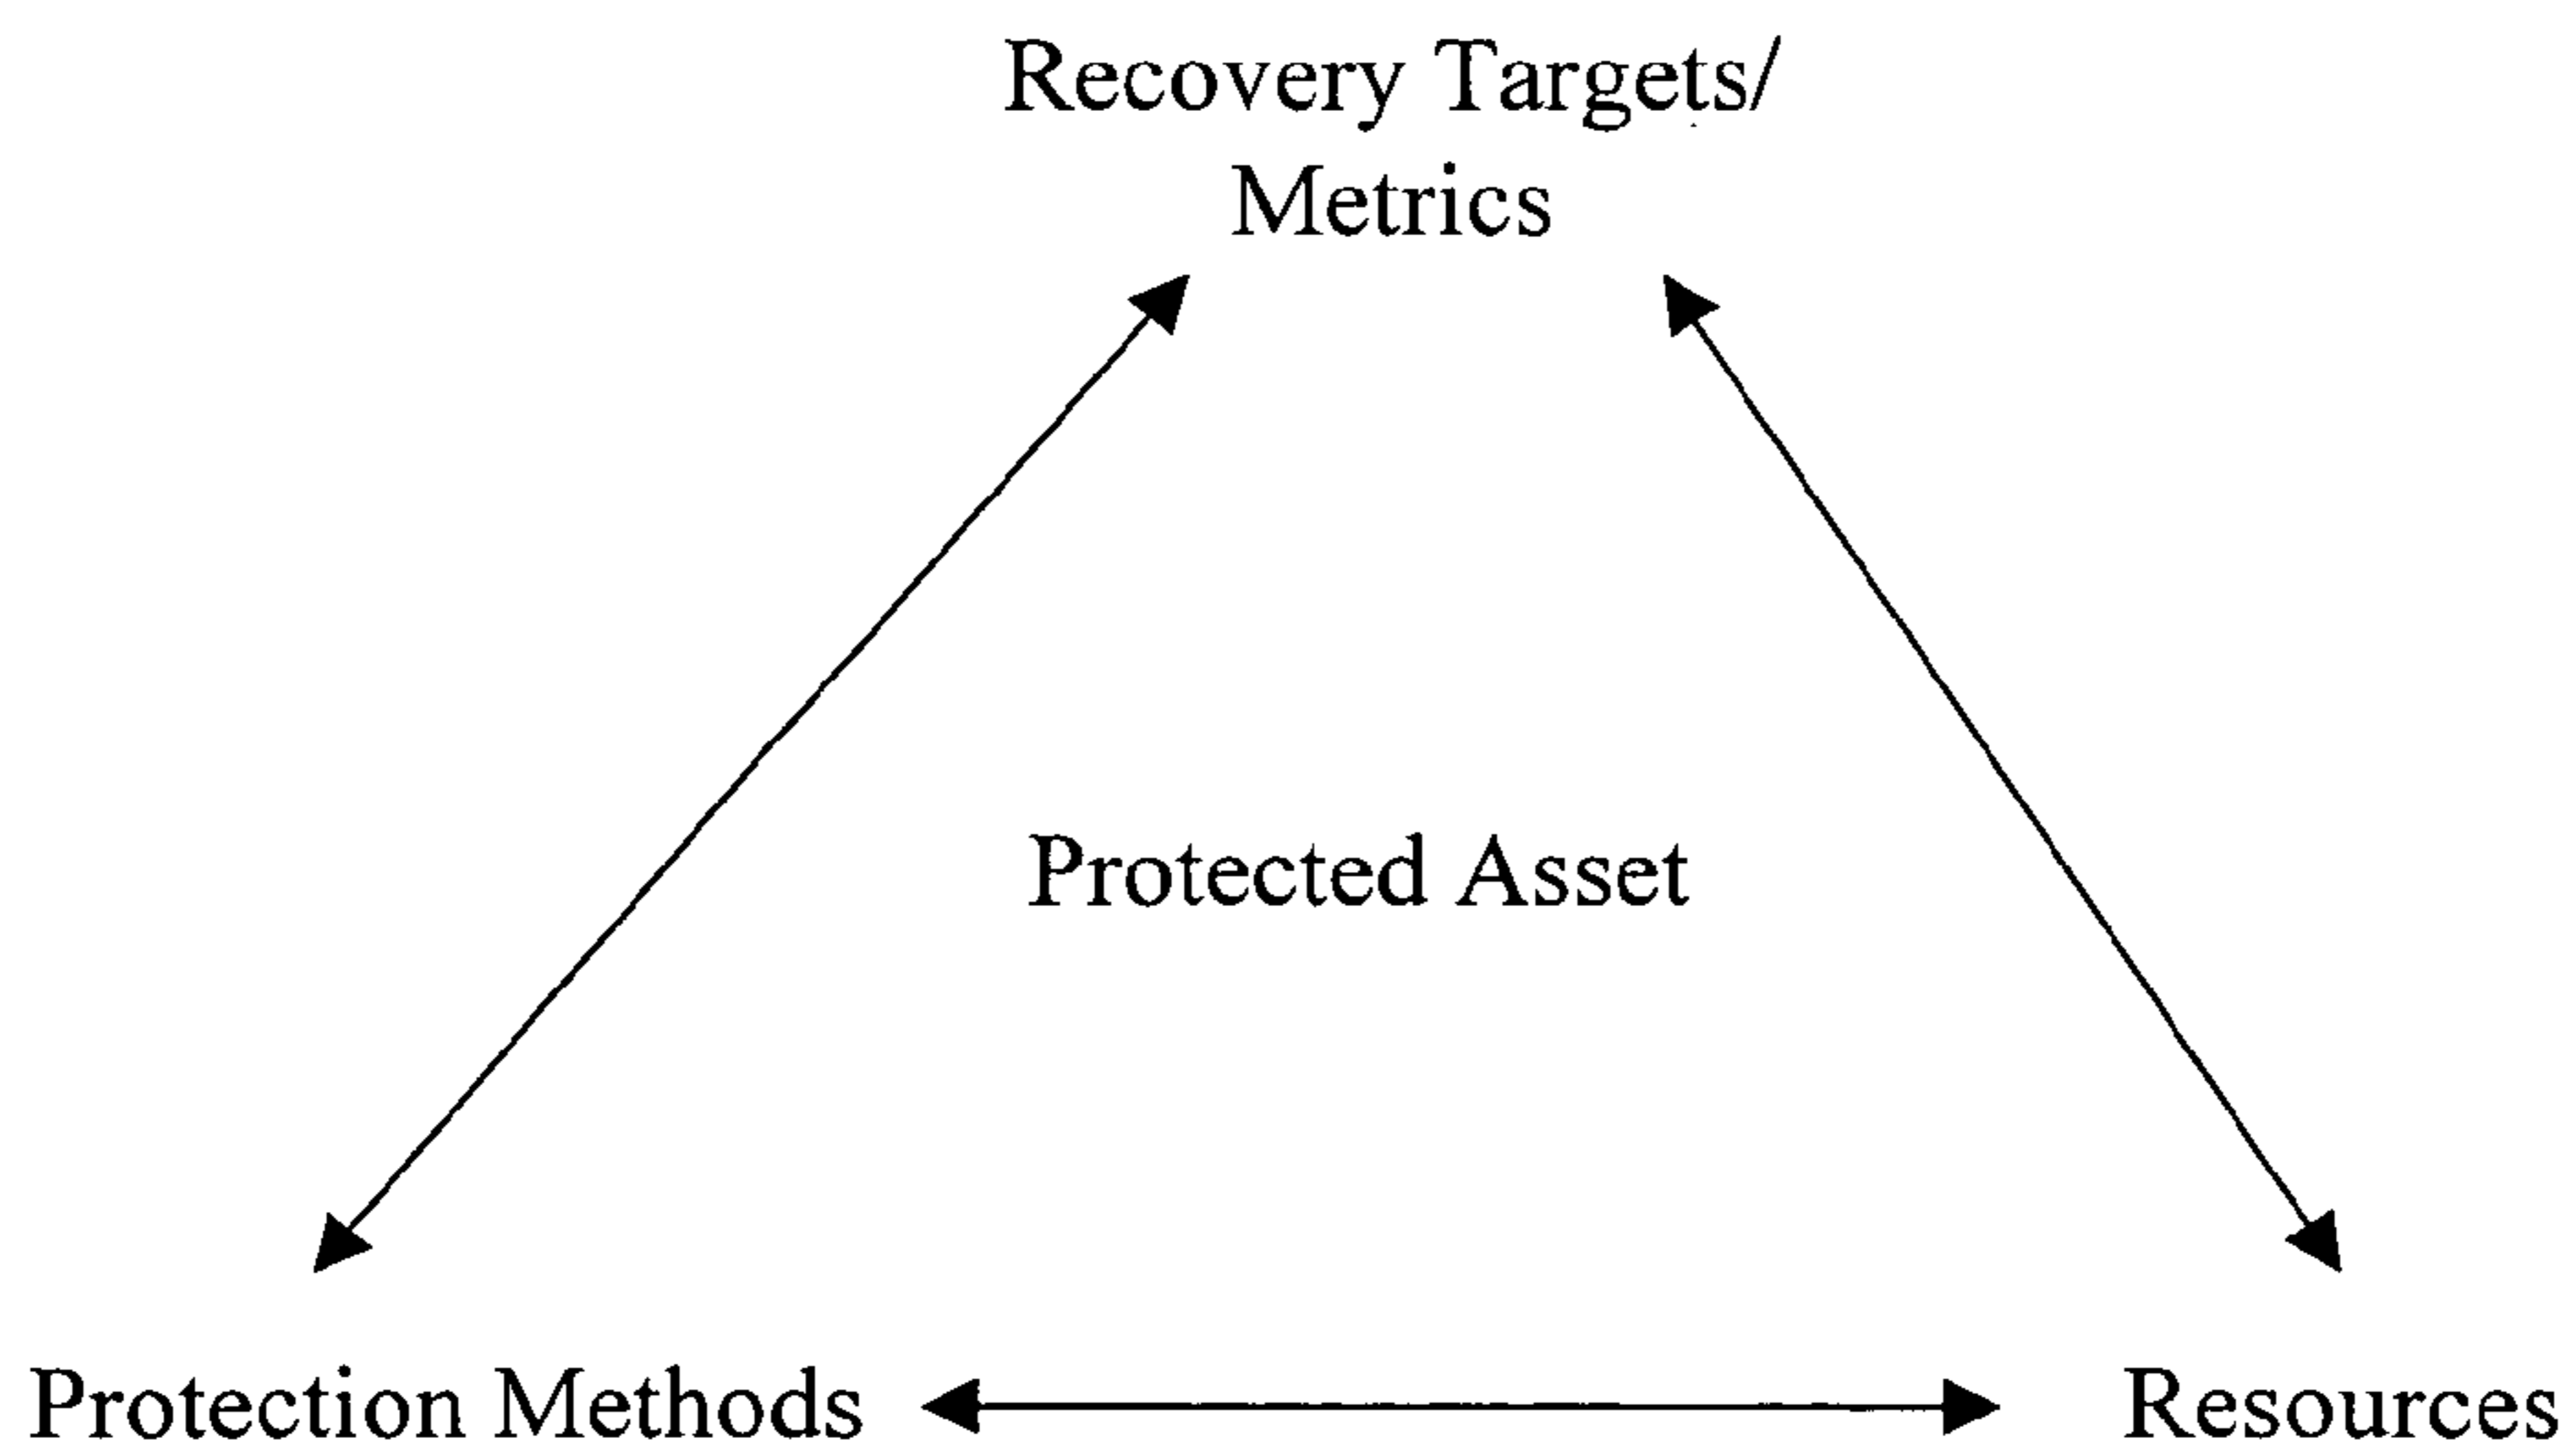 Recovery Targets/
Metrics
Protected Asset
Protection Methods
Resources